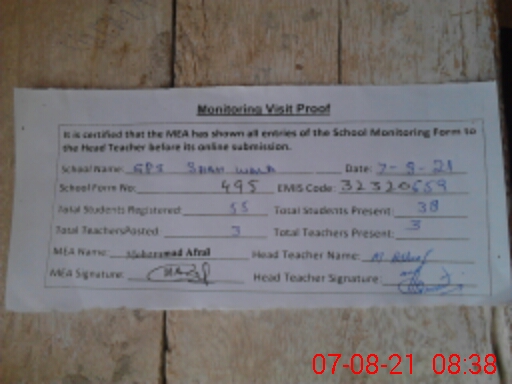 Monitoring Visit Proof
It is certified that the MEA has shown all entries of the School Monitoring Form to
the Head Teacher before its online submission.
School Name: GPS Shah wala Date: 7-8-21
School Form No: 495 EMIS Code: 32320659
Total Students Registered: 55 Total Students Present: 38
Total Teachers Posted: 3 Total Teachers Present: 3
MEA Name: Muhammad Afzal Head Teacher Name: M Ashraf
MEA Signature: Head Teacher Signature:
07-08-21 08:38